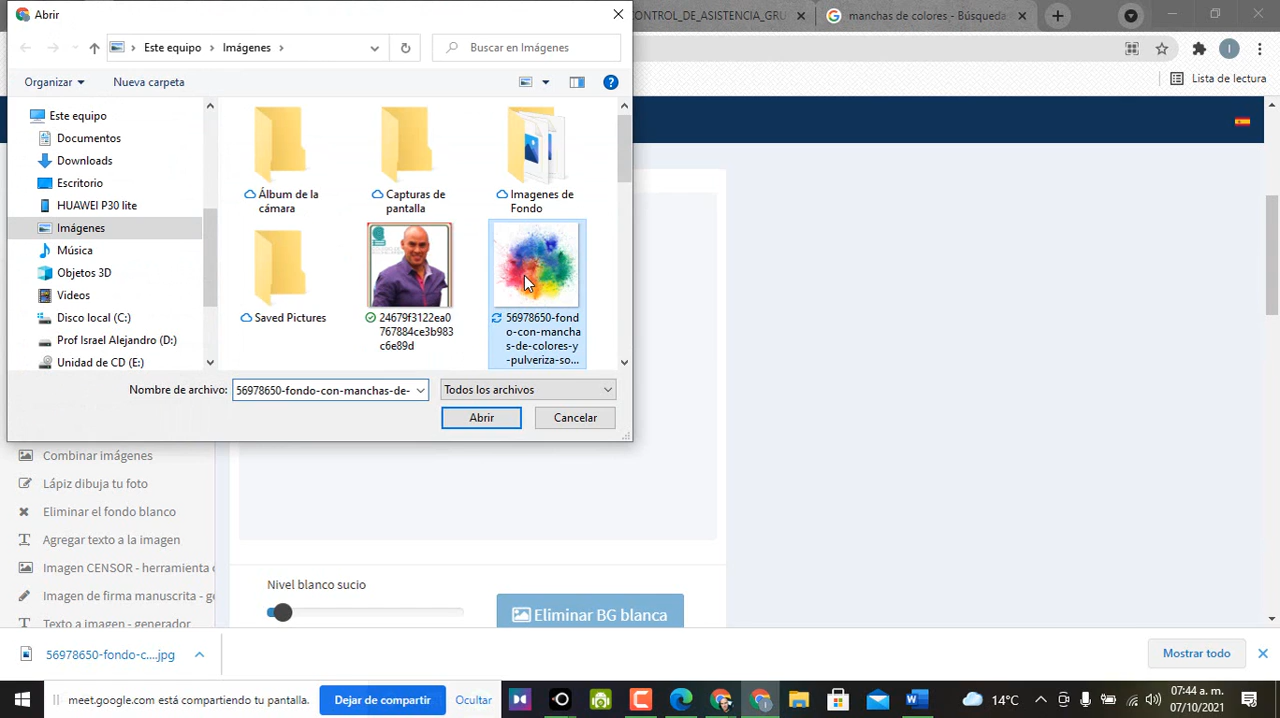 Abrir
CONTROL_DE_ASISTENCIA_GRU
manchas de colores - Búsqueda
Este equipo
Imágenes
Buscar en Imágenes
I
Organizar
Nueva carpeta
Lista de lectura
Este equipo
Documentos
Downloads
Escritorio
HUAWEI P30 lite
Imágenes
Música
Objetos 3D
Videos
Disco local (C:)
Prof Israel Alejandro (D:)
Unidad de CD (E:)
Álbum de la
cámara
Capturas de
pantalla
Imagenes de
Fondo
Saved Pictures
24679f3122ea0
767884ce3b983
c6e89d
56978650-fond
o-con-mancha
s-de-colores-y
-pulveriza-so...
Nombre de archivo:
56978650-fondo-con-manchas-de-
Todos los archivos
Abrir
Cancelar
Combinar imágenes
Lápiz dibuja tu foto
Eliminar el fondo blanco
Agregar texto a la imagen
Imagen CENSOR - herramienta
Imagen de firma manuscrita - ge
Texto a imagen - generador
Nivel blanco sucio
Eliminar BG blanca
56978650-fondo-c....jpg
Mostrar todo
meet.google.com está compartiendo tu pantalla.
Dejar de compartir
Ocultar
14°C
07:44 a. m.
07/10/2021